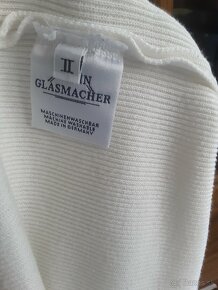 II
IN
GLASMACHER
MASCHINENWASCHBAR
MACHINE WASHABLE
MADE IN GERMANY